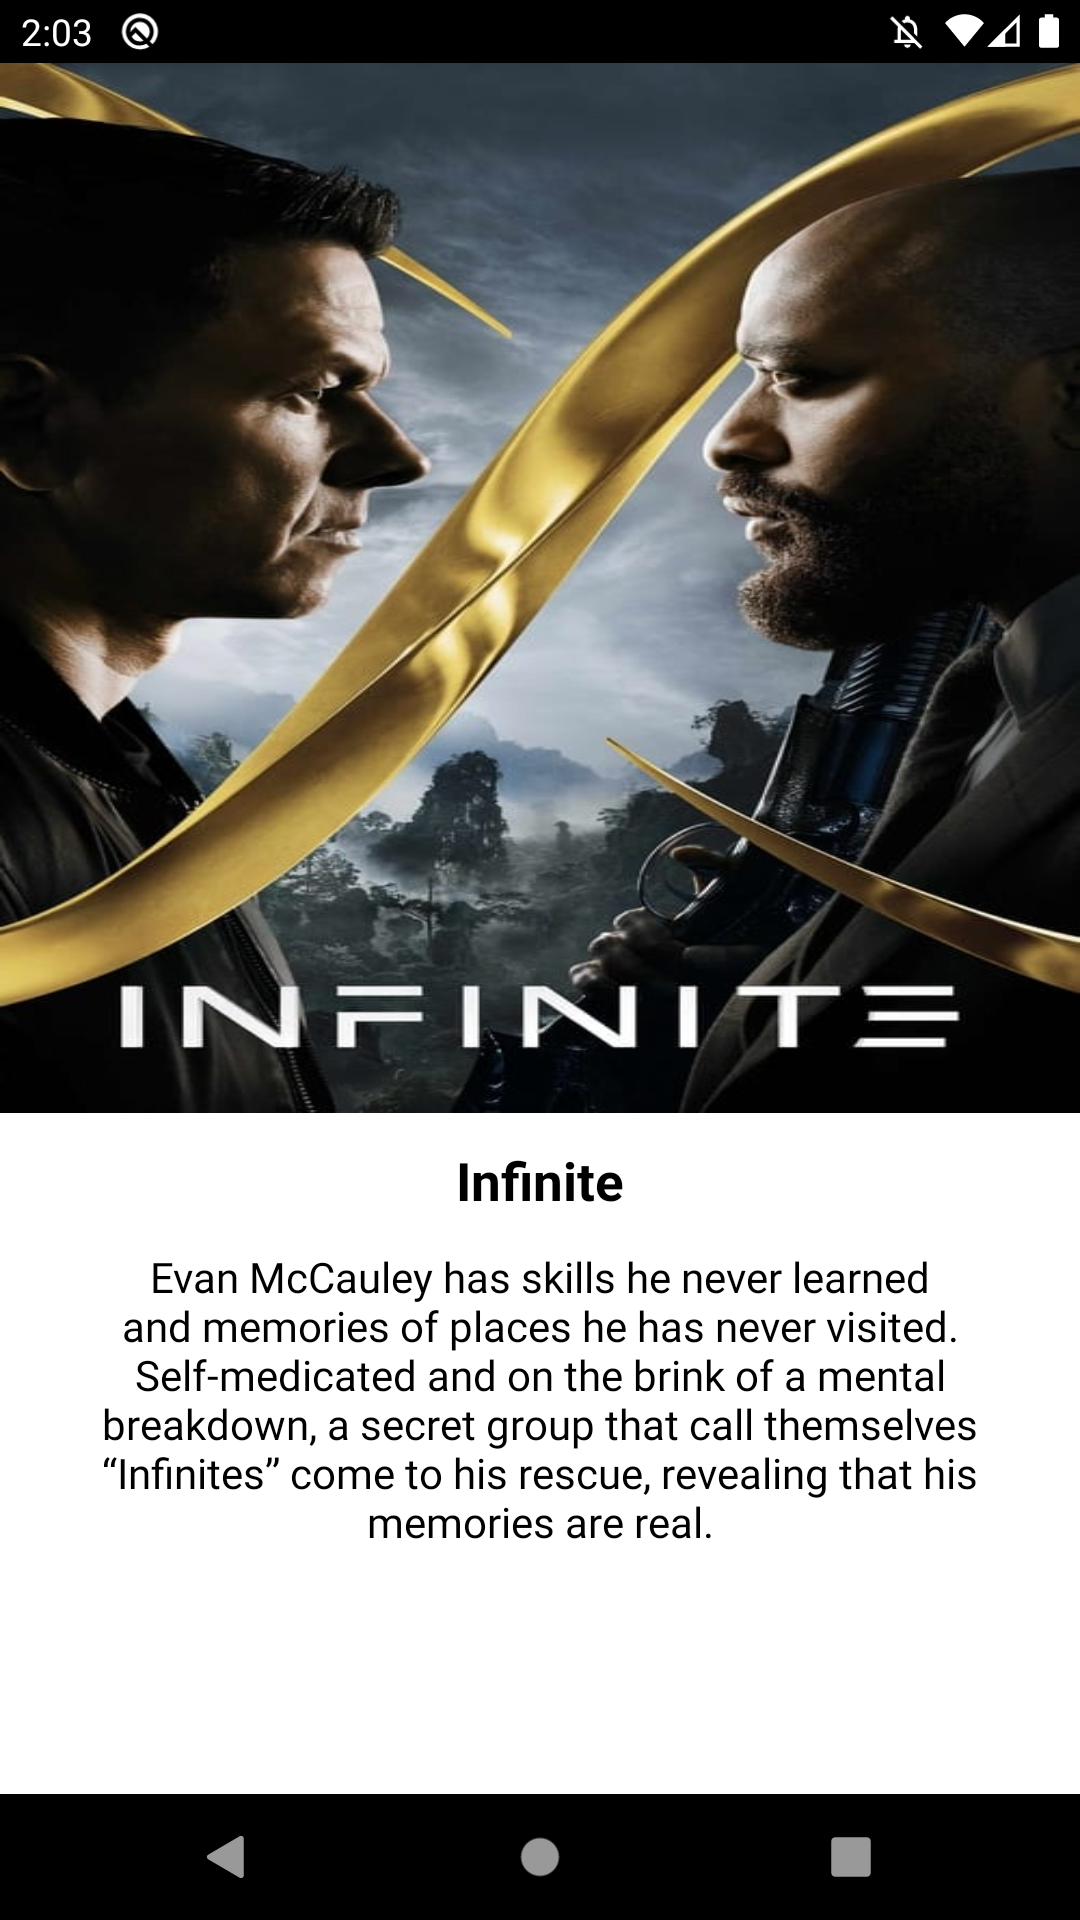 2:03
INFINITE
Infinite
Evan McCauley has skills he never learned
and memories of places he has never visited.
Self-medicated and on the brink of a mental
breakdown, a secret group that call themselves
“Infinites” come to his rescue, revealing that his
memories are real.